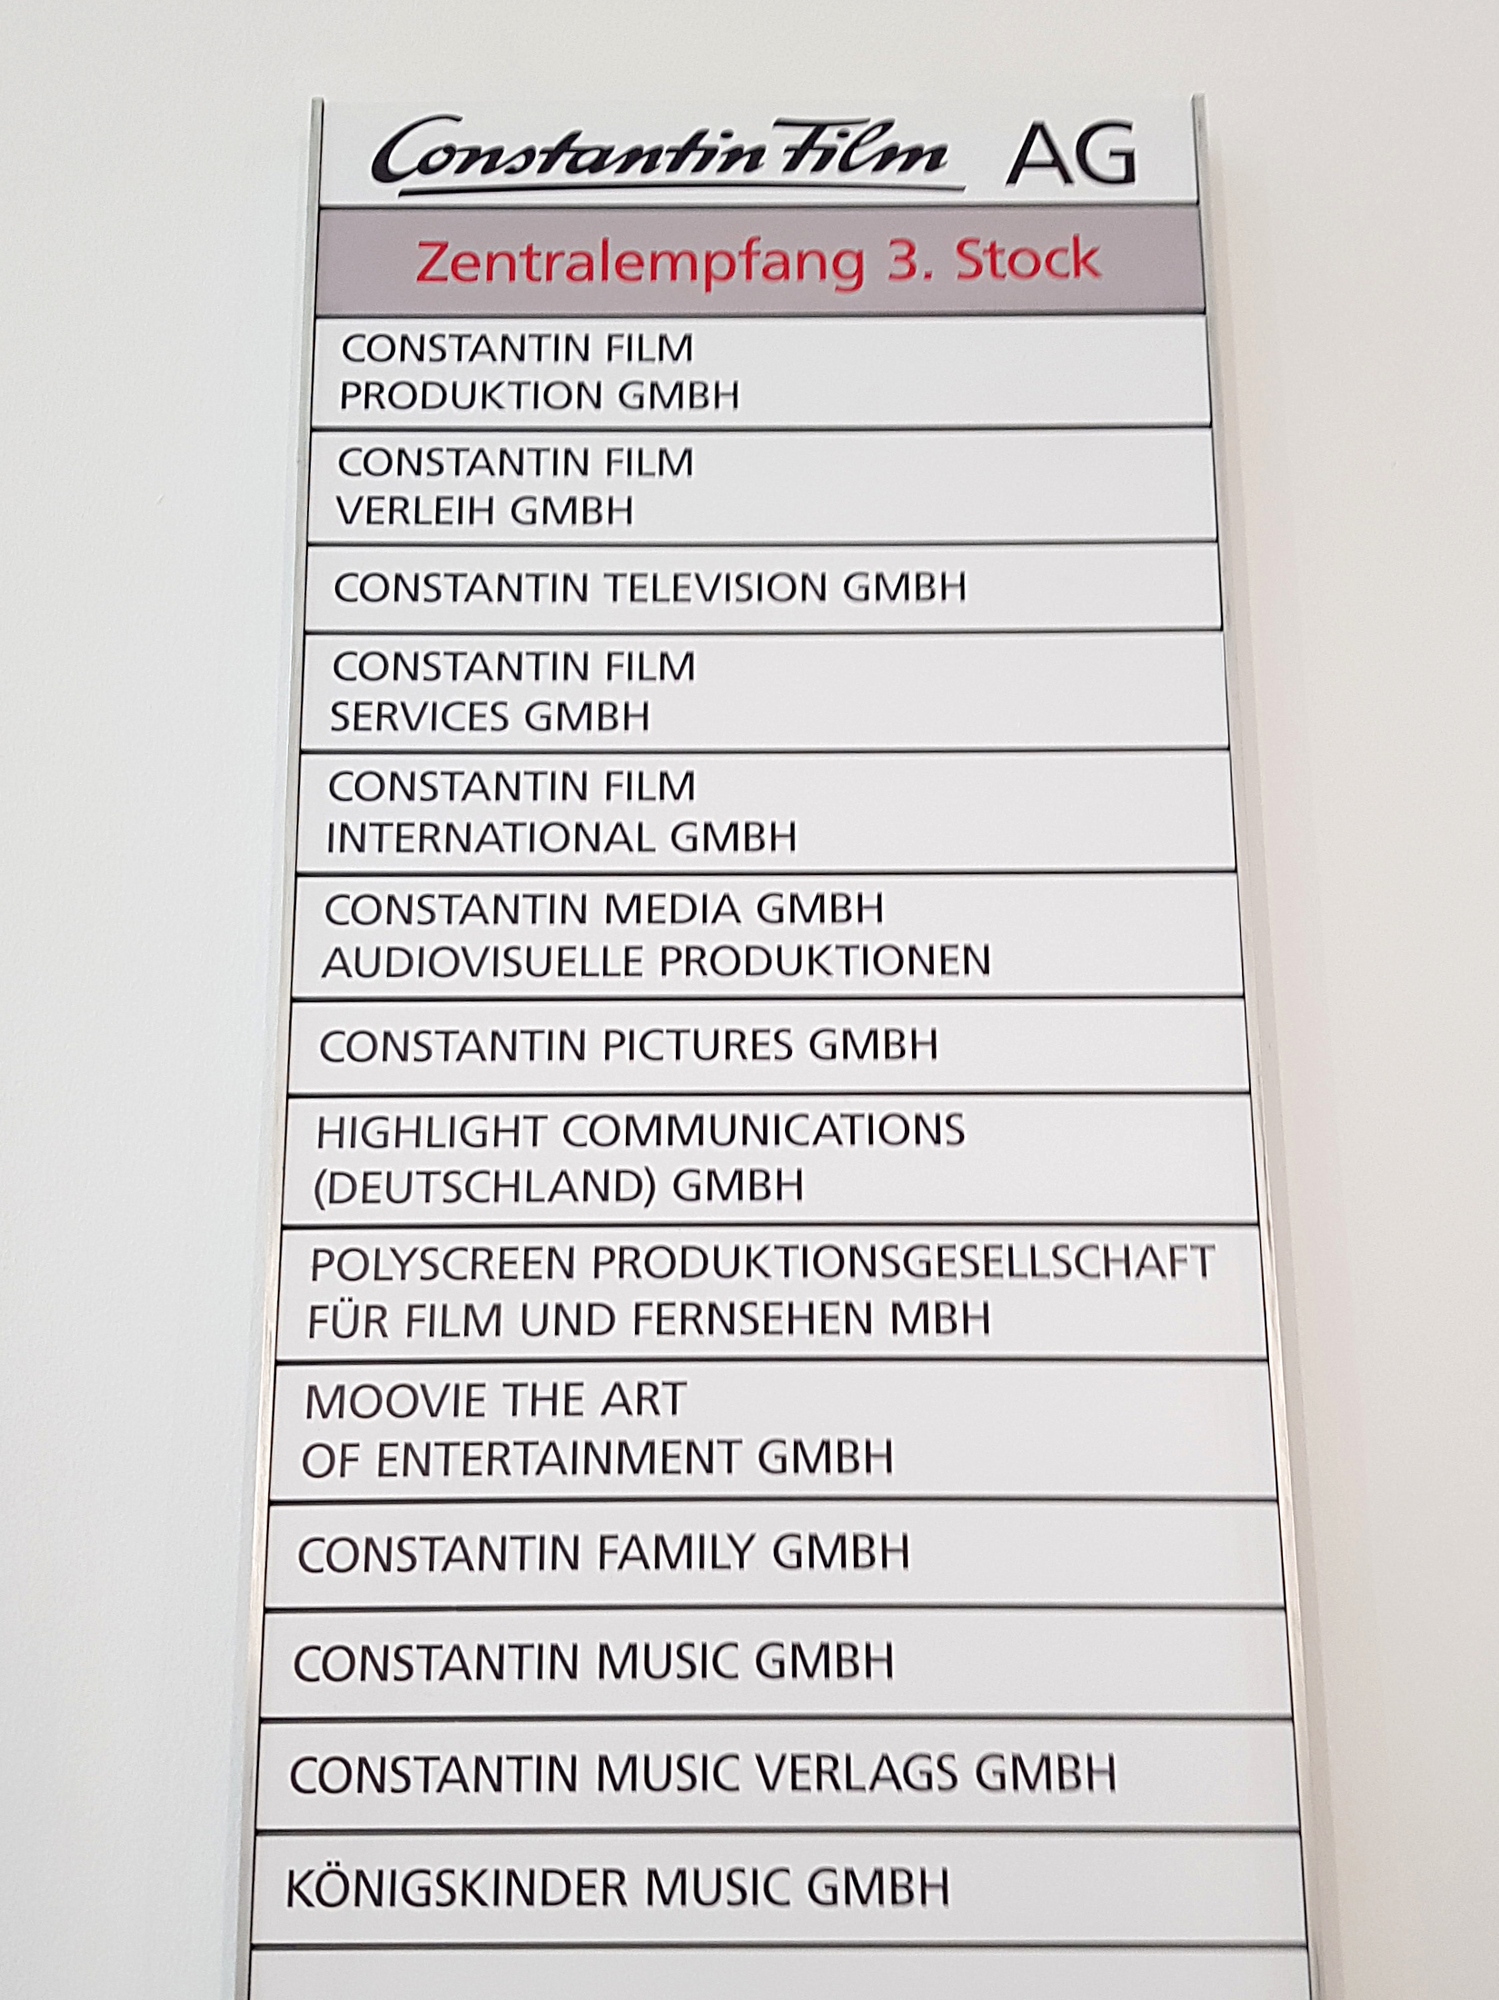 Constantin Film AG
Zentralempfang 3. Stock
CONSTANTIN FILM
PRODUKTION GMBH
CONSTANTIN FILM
VERLEIH GMBH
CONSTANTIN TELEVISION GMBH
CONSTANTIN FILM
SERVICES GMBH
CONSTANTIN FILM
INTERNATIONAL GMBH
CONSTANTIN MEDIA GMBH
AUDIOVISUELLE PRODUKTIONEN
CONSTANTIN PICTURES GMBH
HIGHLIGHT COMMUNICATIONS
(DEUTSCHLAND) GMBH
POLYSCREEN PRODUKTIONSGESELLSCHAFT
FÜR FILM UND FERNSEHEN MBH
MOOVIE THE ART
OF ENTERTAINMENT GMBH
CONSTANTIN FAMILY GMBH
CONSTANTIN MUSIC GMBH
CONSTANTIN MUSIC VERLAGS GMBH
KÖNIGSKINDER MUSIC GMBH